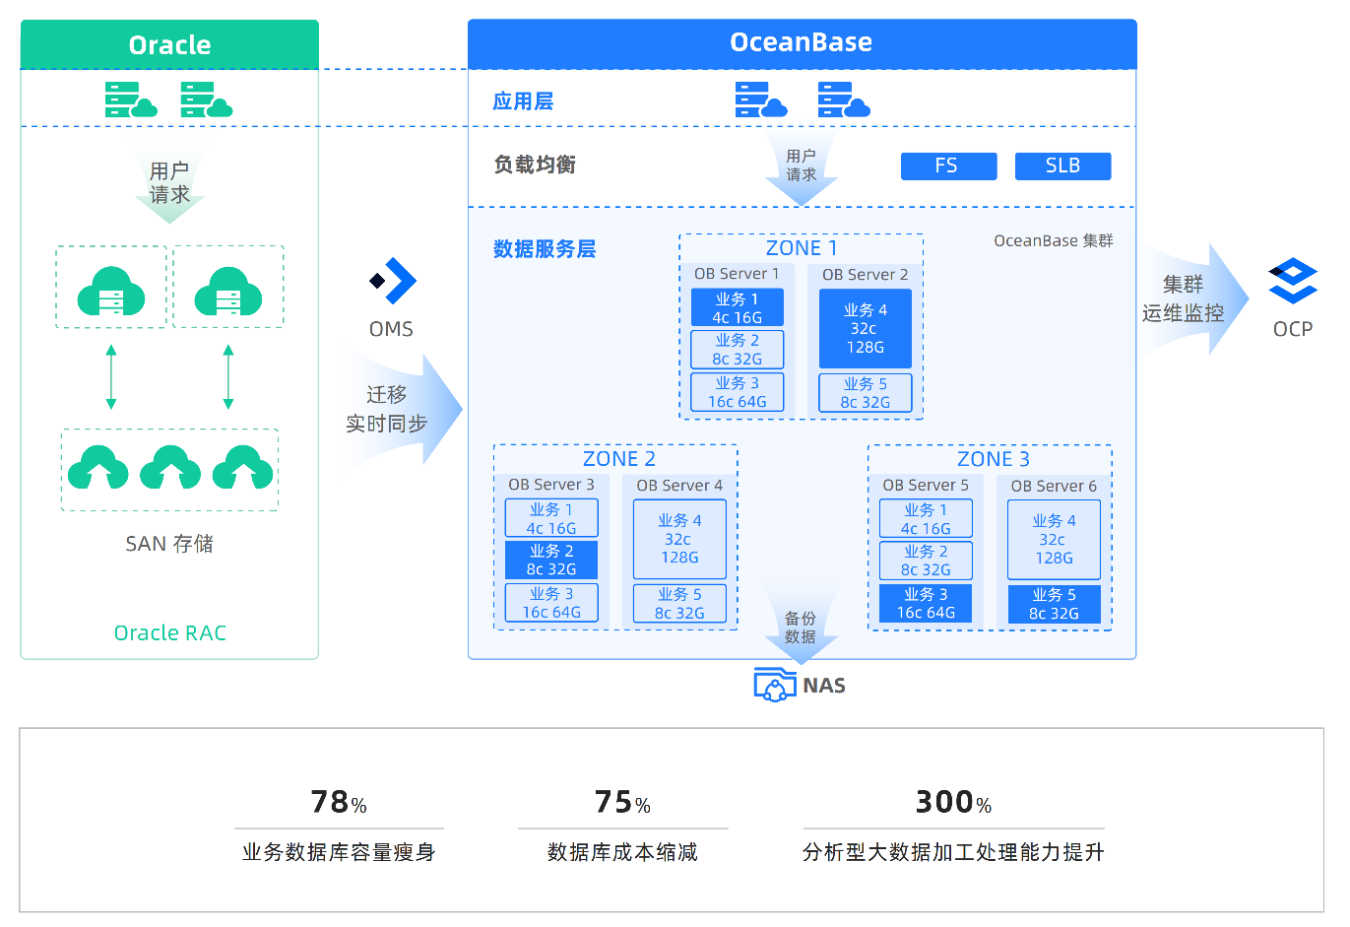 Oracle
用户
请求
SAN 存储
Oracle RAC
OMS
迁移
实时同步
OceanBase
应用层
负载均衡
用户
请求
FS
SLB
数据服务层
OceanBase 集群
ZONE 1
OB Server 1
业务 1
4c 16G
业务 2
8c 32G
业务 3
16c 64G
OB Server 2
业务 4
32c
128G
业务 5
8c 32G
ZONE 2
OB Server 3
业务 1
4c 16G
业务 2
8c 32G
业务 3
16c 64G
OB Server 4
业务 4
32c
128G
业务 5
8c 32G
ZONE 3
OB Server 5
业务 1
4c 16G
业务 2
8c 32G
业务 3
16c 64G
OB Server 6
业务 4
32c
128G
业务 5
8c 32G
备份
数据
NAS
集群
运维监控
OCP
78%
业务数据库容量瘦身
75%
数据库成本缩减
300%
分析型大数据加工处理能力提升